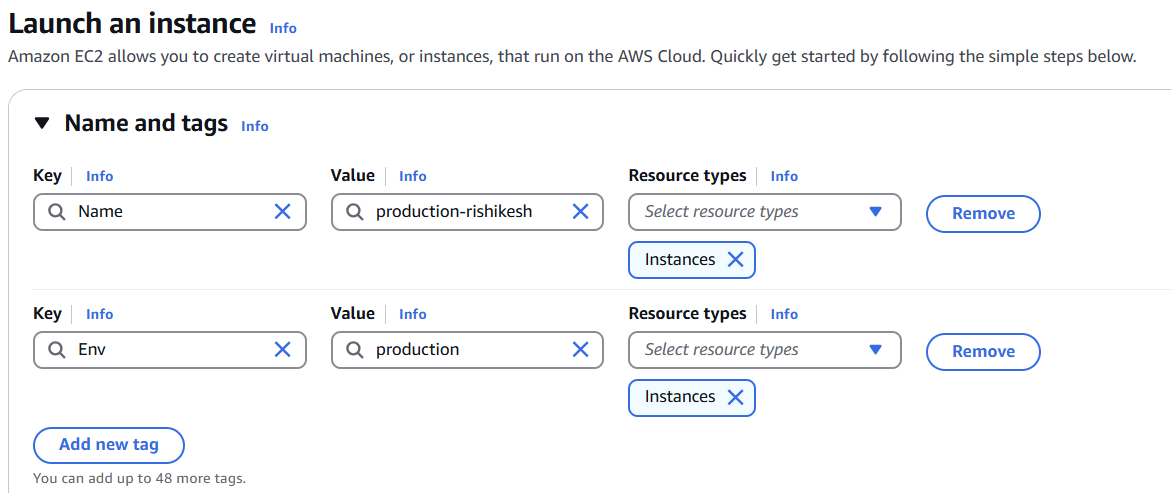 Launch an instance Info
Amazon EC2 allows you to create virtual machines, or instances, that run on the AWS Cloud. Quickly get started by following the simple steps below.
Name and tags Info
Key Info Value Info Resource types Info
Name production-rishikesh Select resource types Remove
Instances
Key Info Value Info Resource types Info
Env production Select resource types Remove
Instances
Add new tag
You can add up to 48 more tags.